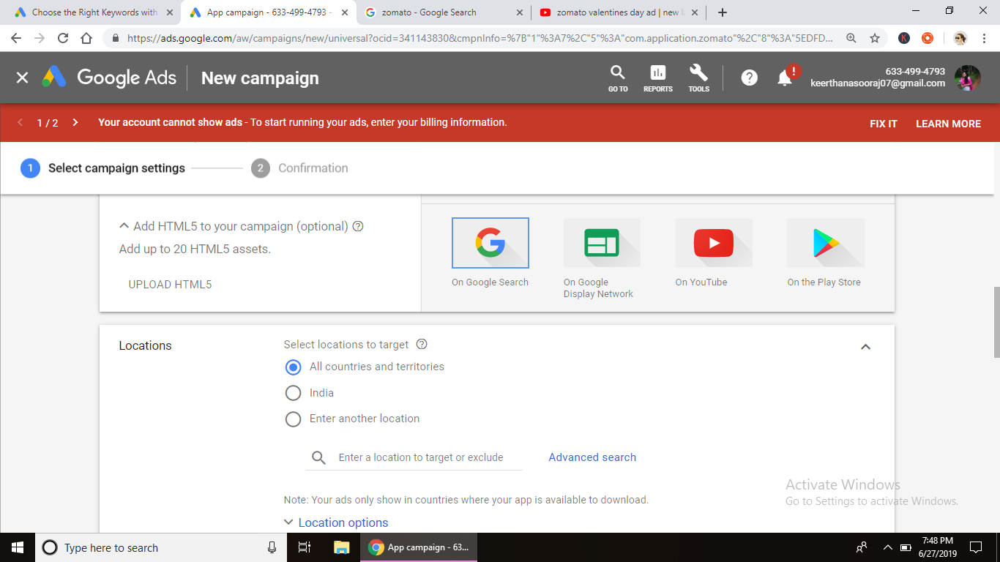 Choose the Right Keywords with
App campaign - 633-499-4793 -
zomato - Google Search
zomato valentines day ad | new
https://ads.google.com/aw/campaigns/new/universal?ocid=341143830&cmpnInfo=%7B"1"%3A7%2C"5"%3A"com.application.zomato"%2C"8"%3A"5EDFD...
K
Google Ads
New campaign
GO TO
REPORTS
TOOLS
?
!
633-499-4793
keerthanasooraj07@gmail.com
1 / 2
Your account cannot show ads - To start running your ads, enter your billing information.
FIX IT
LEARN MORE
1
Select campaign settings
2
Confirmation
Add HTML5 to your campaign (optional) ?
Add up to 20 HTML5 assets.
UPLOAD HTML5
On Google Search
On Google
Display Network
On YouTube
On the Play Store
Locations
Select locations to target ?
All countries and territories
India
Enter another location
Enter a location to target or exclude
Advanced search
Note: Your ads only show in countries where your app is available to download.
Location options
Activate Windows
Go to Settings to activate Windows.
Type here to search
App campaign - 63...
7:48 PM
6/27/2019